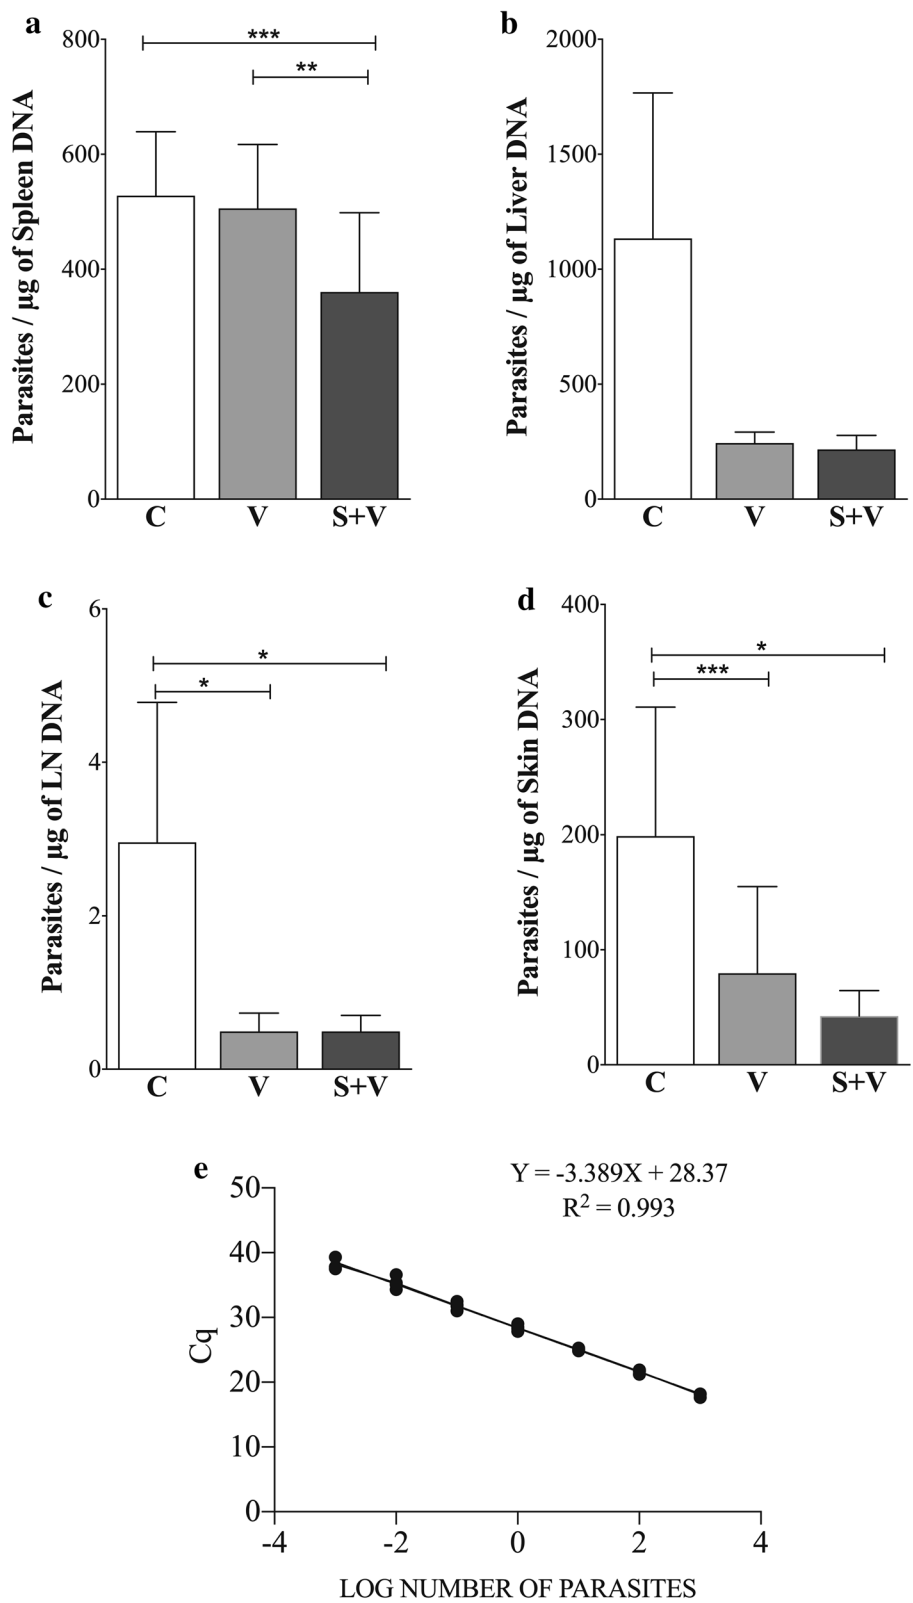 a
***
**
800
600
400
200
0
Parasites / µg of Spleen DNA
C V S+V
b
2000
1500
1000
500
0
Parasites / µg of Liver DNA
C V S+V
c
*
*
6
4
2
0
Parasites / µg of LN DNA
C V S+V
d
*
***
400
300
200
100
0
Parasites / µg of Skin DNA
C V S+V
e
Y = -3.389X + 28.37
R² = 0.993
50
40
30
20
10
0
Cq
-4 -2 0 2 4
LOG NUMBER OF PARASITES